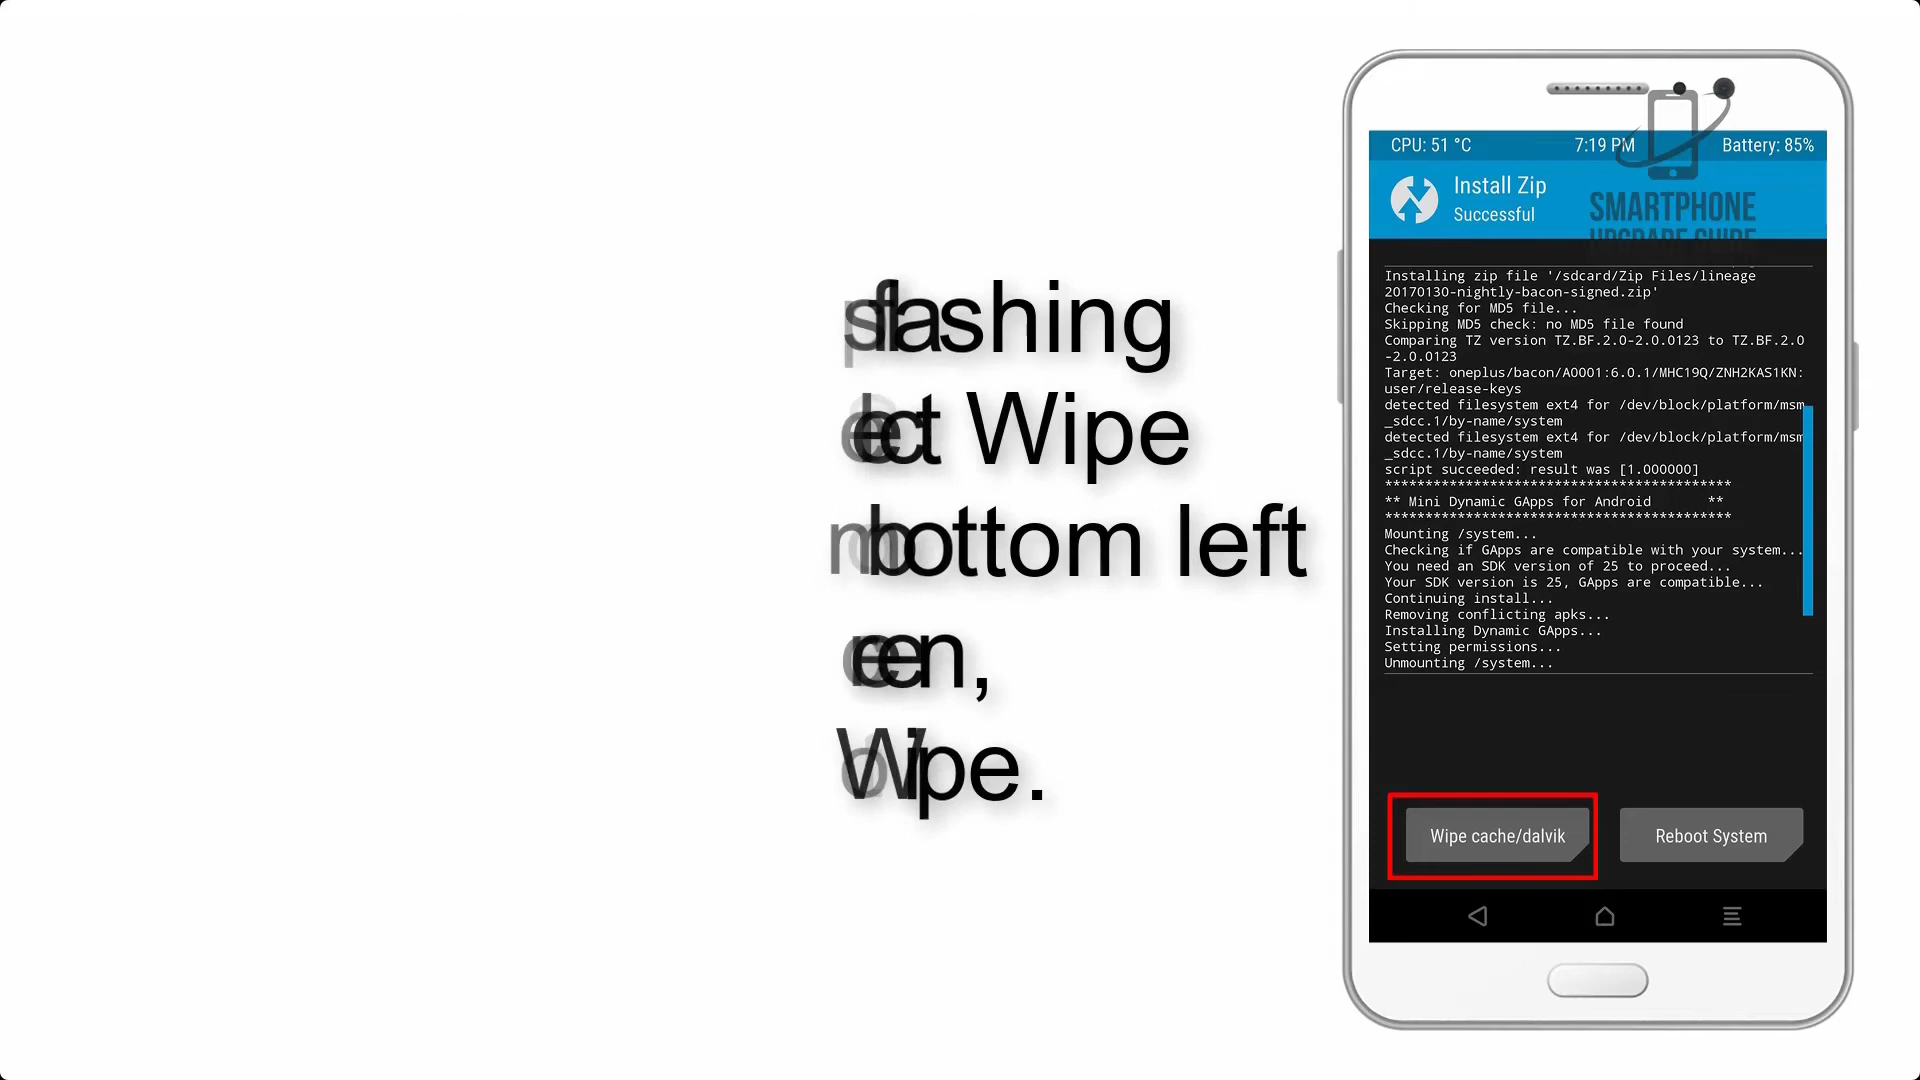 flashing
Wipe
bottom left
Wipe.
CPU: 51 °C 7:19 PM Battery: 85%
Install Zip
Successful
SMARTPHONE
UPGRADE GUIDE
Installing zip file '/sdcard/Zip Files/lineage
20170130-nightly-bacon-signed.zip'
Checking for MD5 file...
Skipping MD5 check: no MD5 file found
Comparing TZ version TZ.BF.2.0-2.0.0123 to TZ.BF.2.0
-2.0.0123
Target: oneplus/bacon/A0001:6.0.1/MHC19Q/ZNH2KAS1KN:
user/release-keys
detected filesystem ext4 for /dev/block/platform/msm
_sdcc.1/by-name/system
detected filesystem ext4 for /dev/block/platform/msm
_sdcc.1/by-name/system
script succeeded: result was [1.000000]
*******************************************
** Mini Dynamic GApps for Android **
*******************************************
Mounting /system...
Checking if GApps are compatible with your system...
You need an SDK version of 25 to proceed...
Your SDK version is 25, GApps are compatible...
Continuing install...
Removing conflicting apks...
Installing Dynamic GApps...
Setting permissions...
Unmounting /system...
Wipe cache/dalvik
Reboot System